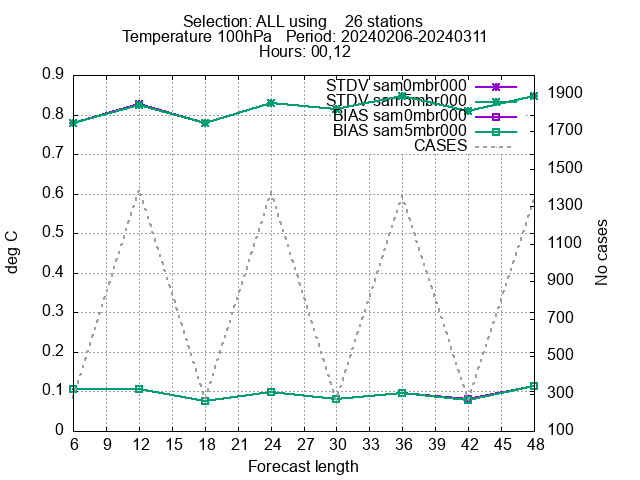 Selection: ALL using    26 stations
Temperature 100hPa   Period: 20240206-20240311
Hours: 00,12
STDV sam0mbr000
STDV sam5mbr000
BIAS sam0mbr000
BIAS sam5mbr000
CASES
0.9
0.8
0.7
0.6
0.5
0.4
0.3
0.2
0.1
0
deg C
1900
1700
1500
1300
1100
900
700
500
300
100
No cases
6 9 12 15 18 21 24 27 30 33 36 39 42 45 48
Forecast length